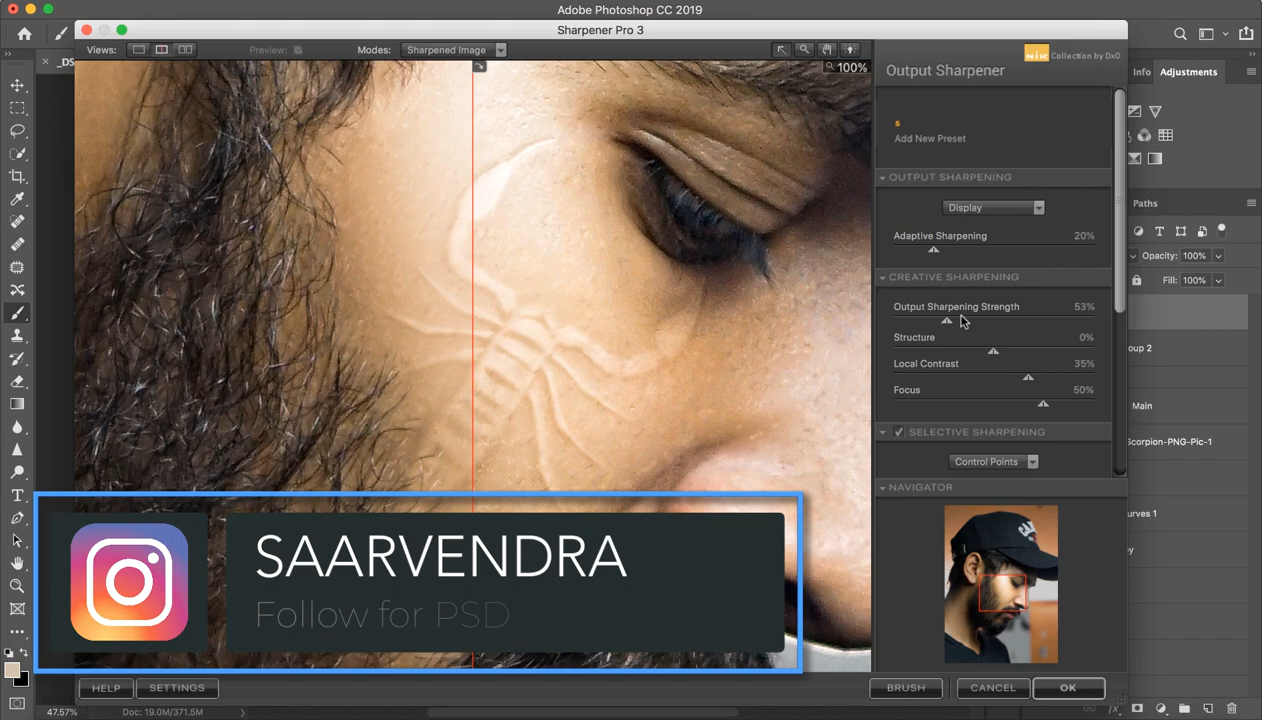 Adobe Photoshop CC 2019
Sharpener Pro 3
Views:
Preview:
Modes:
Sharpened Image
100%
_DS
Output Sharpener
Nik Collection by DxO
Info
Adjustments
s
Add New Preset
OUTPUT SHARPENING
Display
Adaptive Sharpening 20%
CREATIVE SHARPENING
Output Sharpening Strength 53%
Structure 0%
Local Contrast 35%
Focus 50%
SELECTIVE SHARPENING
Control Points
NAVIGATOR
Paths
Opacity: 100%
Fill: 100%
oup 2
Main
Scorpion-PNG-Pic-1
urves 1
SAARVENDRA
Follow for PSD
HELP
SETTINGS
BRUSH
CANCEL
OK
47.57%
Doc: 19.0M/371.5M